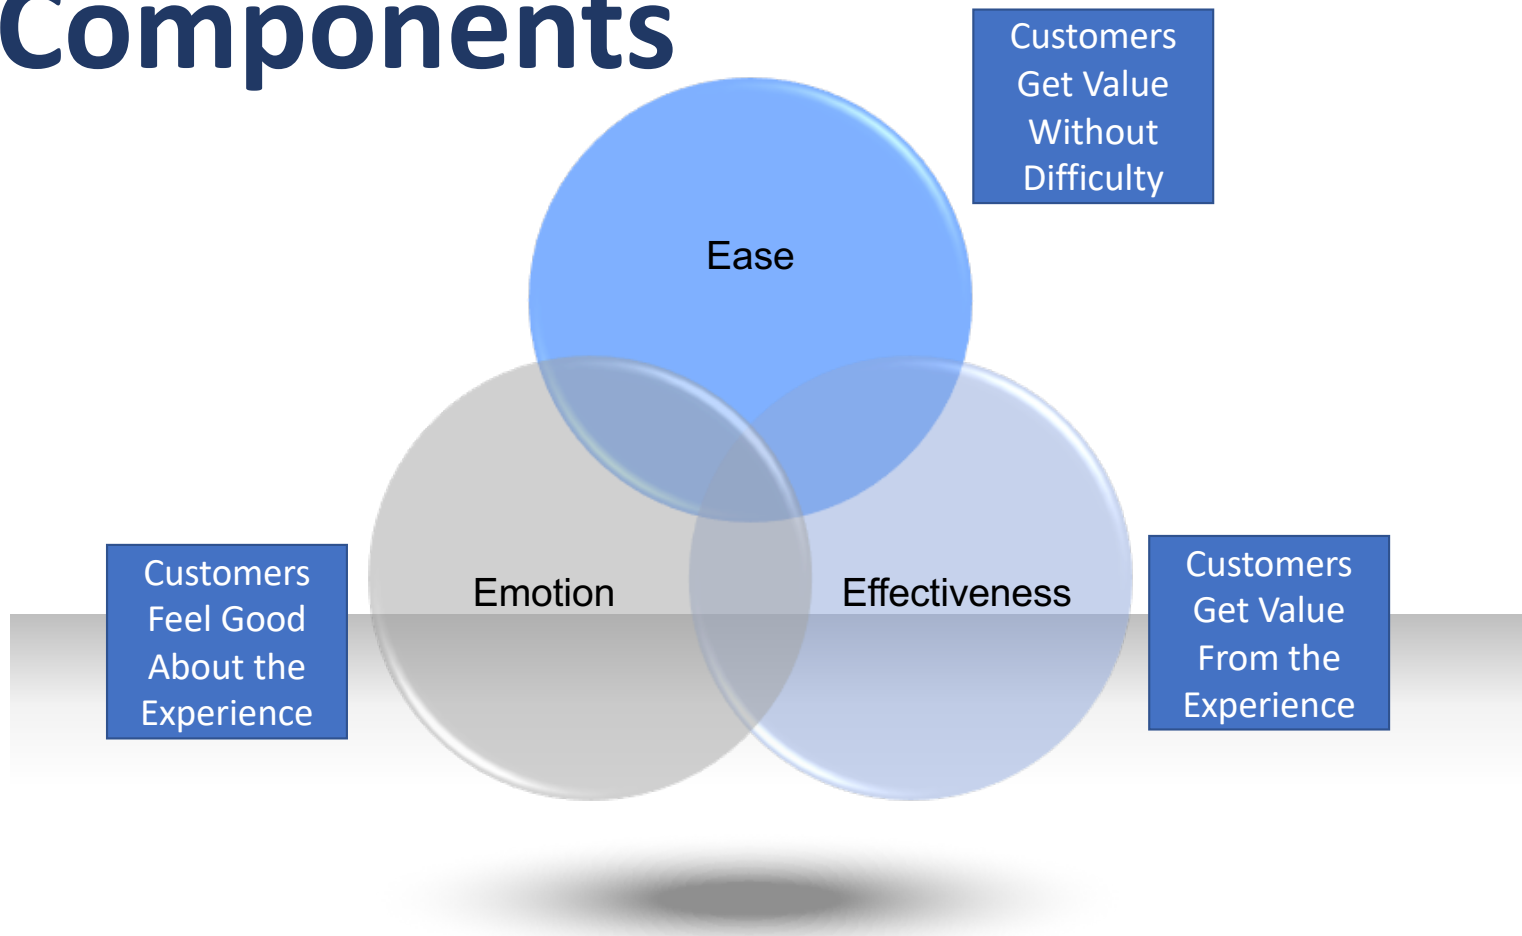 Components
Customers
Get Value
Without
Difficulty
Ease
Customers
Feel Good
About the
Experience
Emotion
Effectiveness
Customers
Get Value
From the
Experience